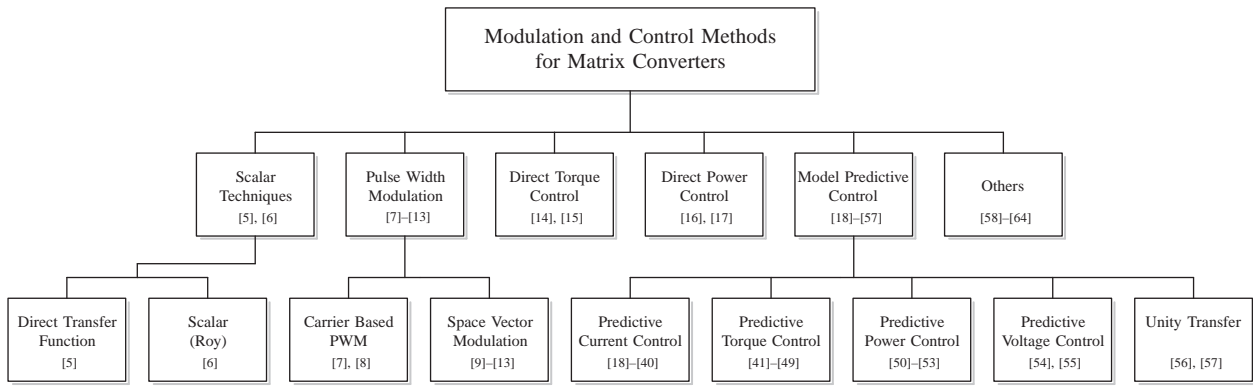 Modulation and Control Methods
for Matrix Converters
Scalar
Techniques
[5], [6]
Pulse Width
Modulation
[7]–[13]
Direct Torque
Control
[14], [15]
Direct Power
Control
[16], [17]
Model Predictive
Control
[18]–[57]
Others
[58]–[64]
Direct Transfer
Function
[5]
Scalar
(Roy)
[6]
Carrier Based
PWM
[7], [8]
Space Vector
Modulation
[9]–[13]
Predictive
Current Control
[18]–[40]
Predictive
Torque Control
[41]–[49]
Predictive
Power Control
[50]–[53]
Predictive
Voltage Control
[54], [55]
Unity Transfer
[56], [57]